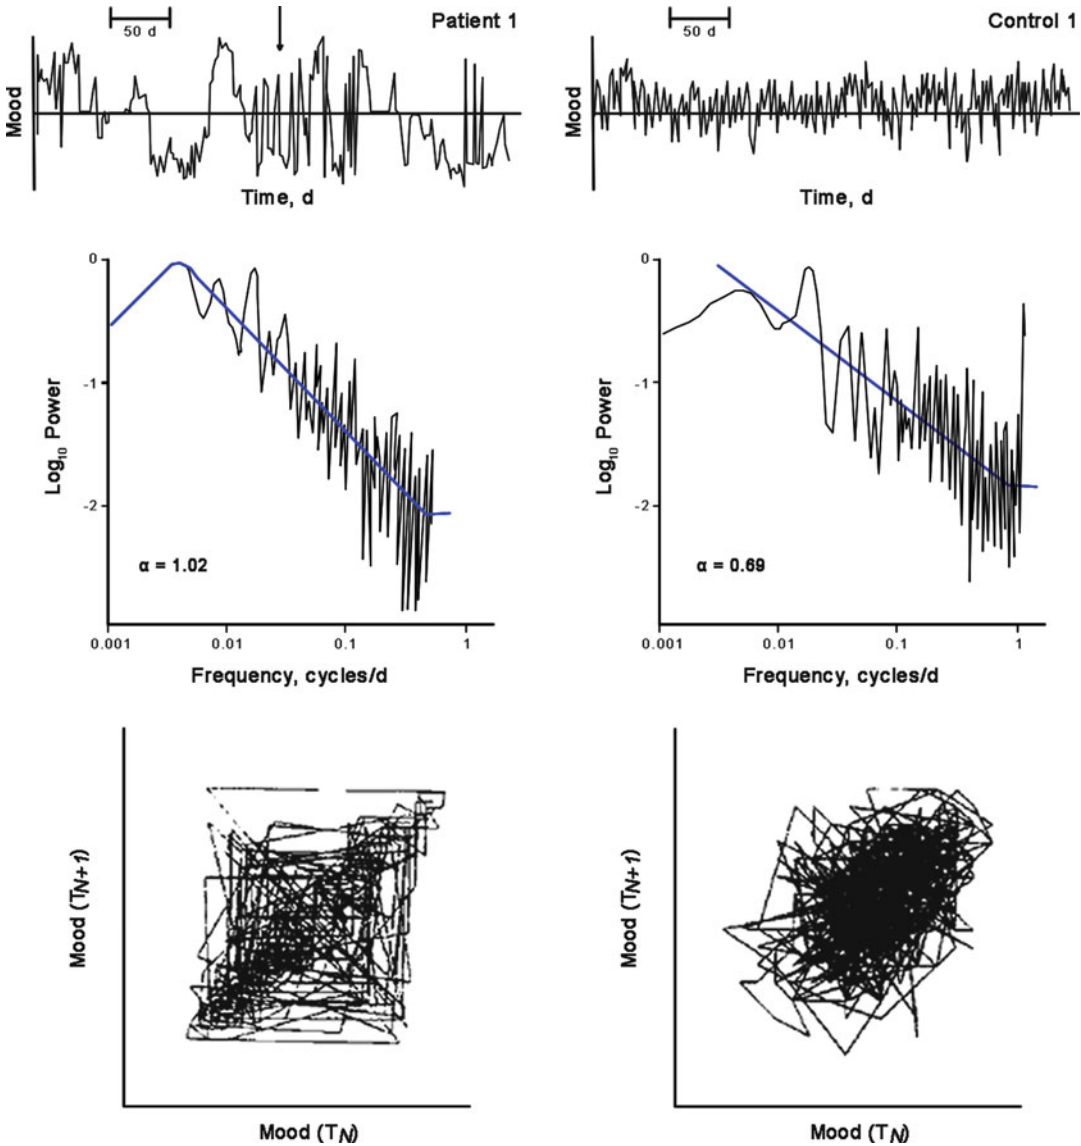 50 d
Patient 1
Mood
Time, d
50 d
Control 1
Mood
Time, d
0
-1
-2
Log10 Power
α = 1.02
0.001 0.01 0.1 1
Frequency, cycles/d
0
-1
-2
Log10 Power
α = 0.69
0.001 0.01 0.1 1
Frequency, cycles/d
Mood (TN+1)
Mood (TN)
Mood (TN+1)
Mood (TN)